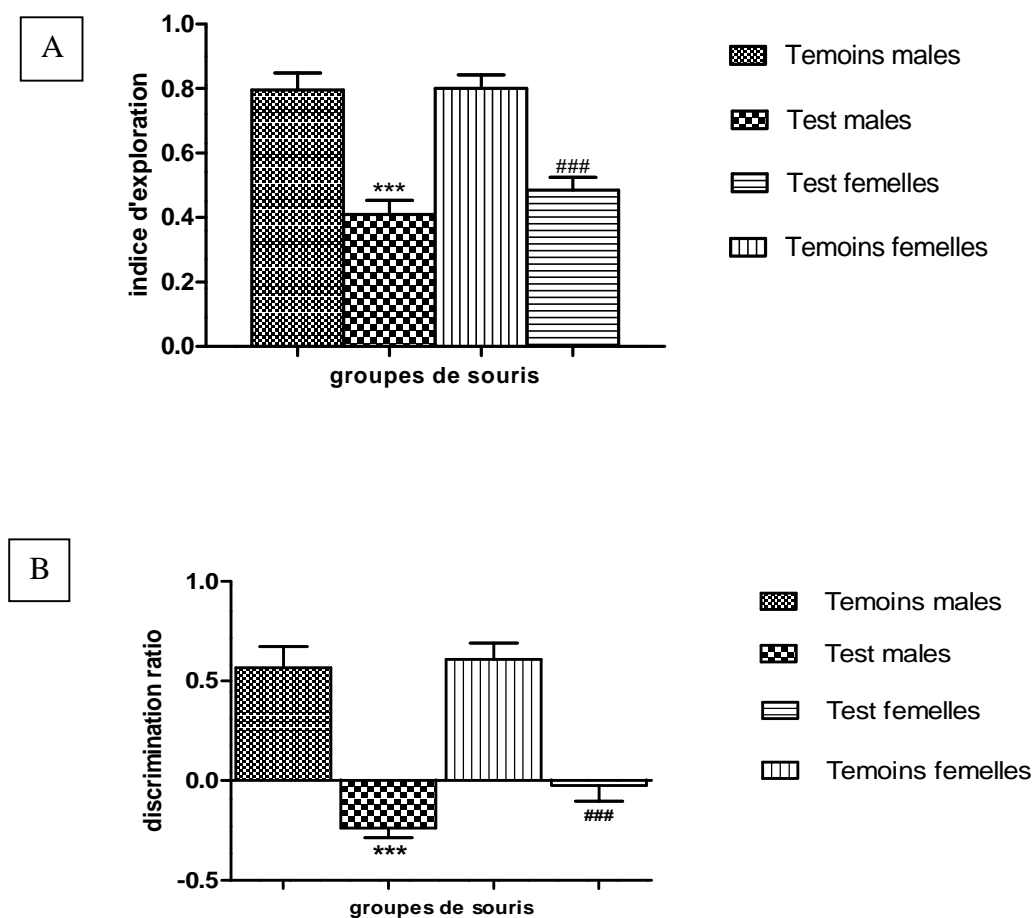 A
1.0
0.8
0.6
0.4
0.2
0.0
indice d'exploration
***
###
groupes de souris
Temoins males
Test males
Test femelles
Temoins femelles
B
1.0
0.5
0.0
-0.5
discrimination ratio
***
###
groupes de souris
Temoins males
Test males
Test femelles
Temoins femelles